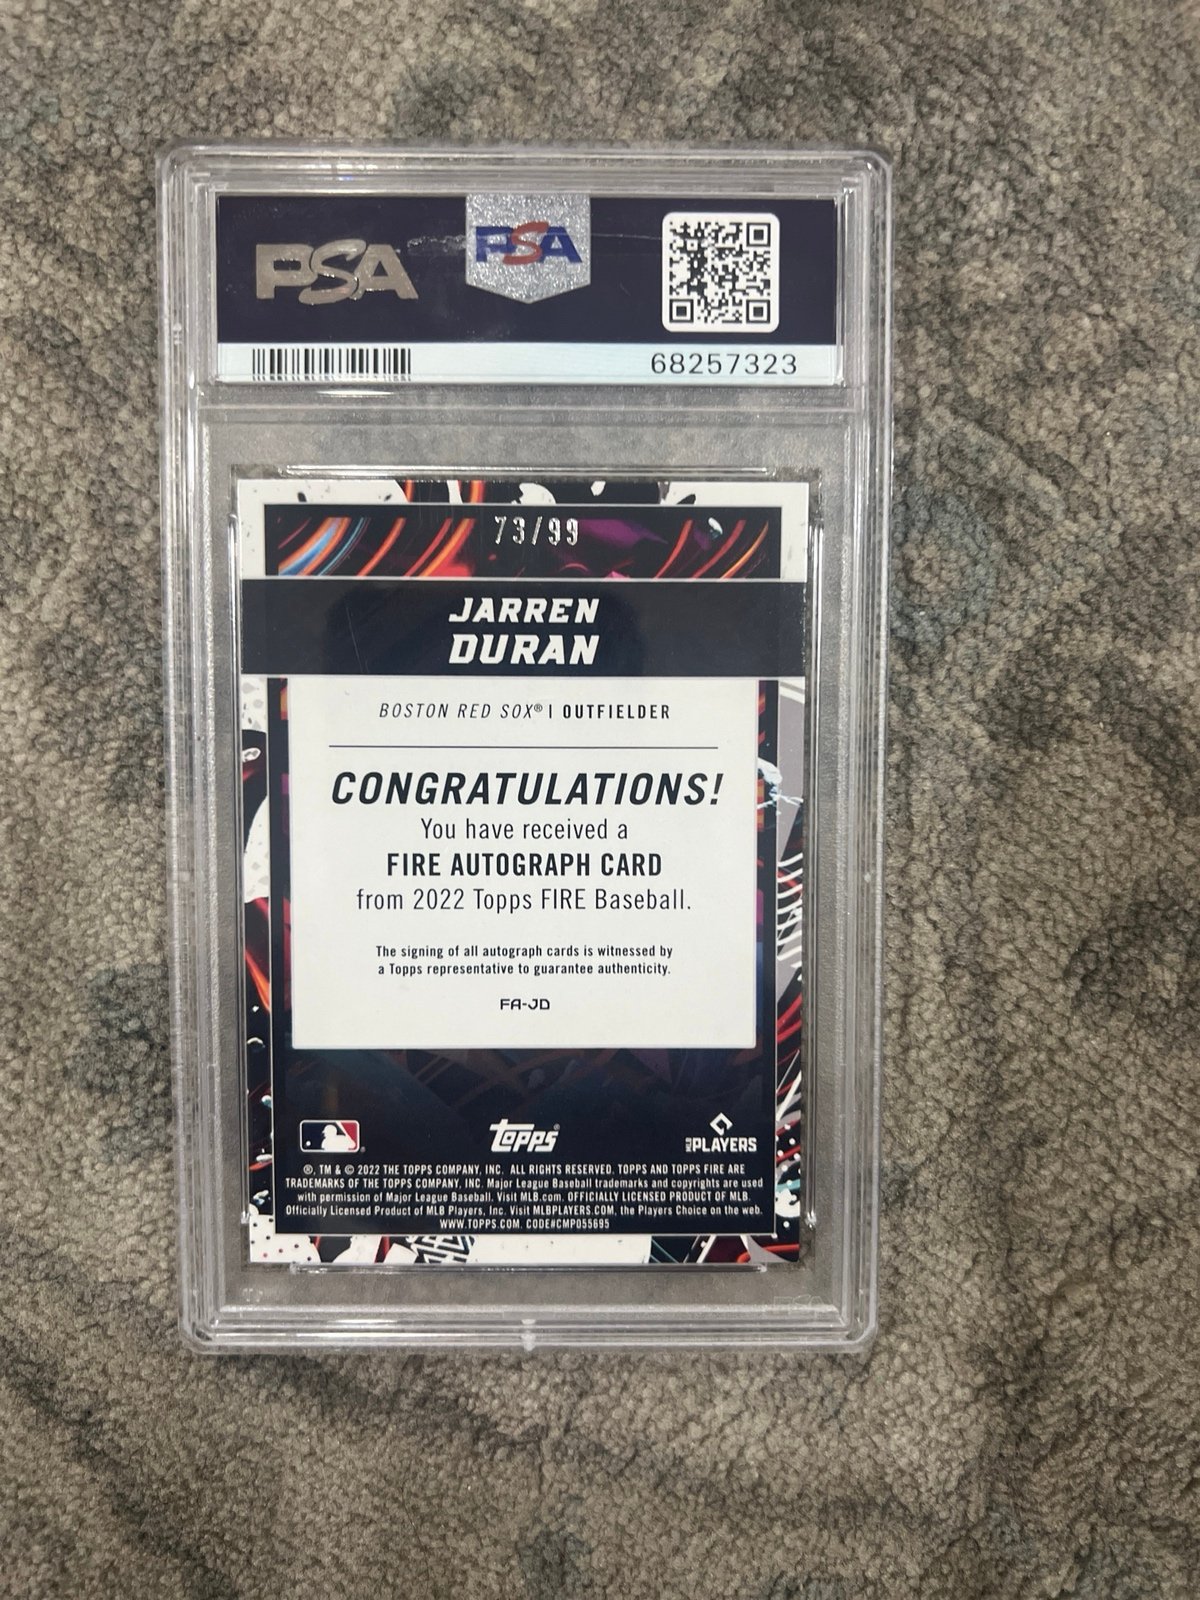 PSA
PSA
68257323
73/99
JARREN
DURAN
BOSTON RED SOX® | OUTFIELDER
CONGRATULATIONS!
You have received a
FIRE AUTOGRAPH CARD
from 2022 Topps FIRE Baseball.
The signing of all autograph cards is witnessed by
a Topps representative to guarantee authenticity.
FA-JD
Topps®
MLB PLAYERS
®, TM & © 2022 THE TOPPS COMPANY, INC. ALL RIGHTS RESERVED. TOPPS AND TOPPS FIRE ARE
TRADEMARKS OF THE TOPPS COMPANY, INC. Major League Baseball trademarks and copyrights are used
with permission of Major League Baseball. Visit MLB.com. OFFICIALLY LICENSED PRODUCT OF MLB.
Officially Licensed Product of MLB Players, Inc. Visit MLBPLAYERS.COM, the Players Choice on the web.
WWW.TOPPS.COM. CODE#CMP055695